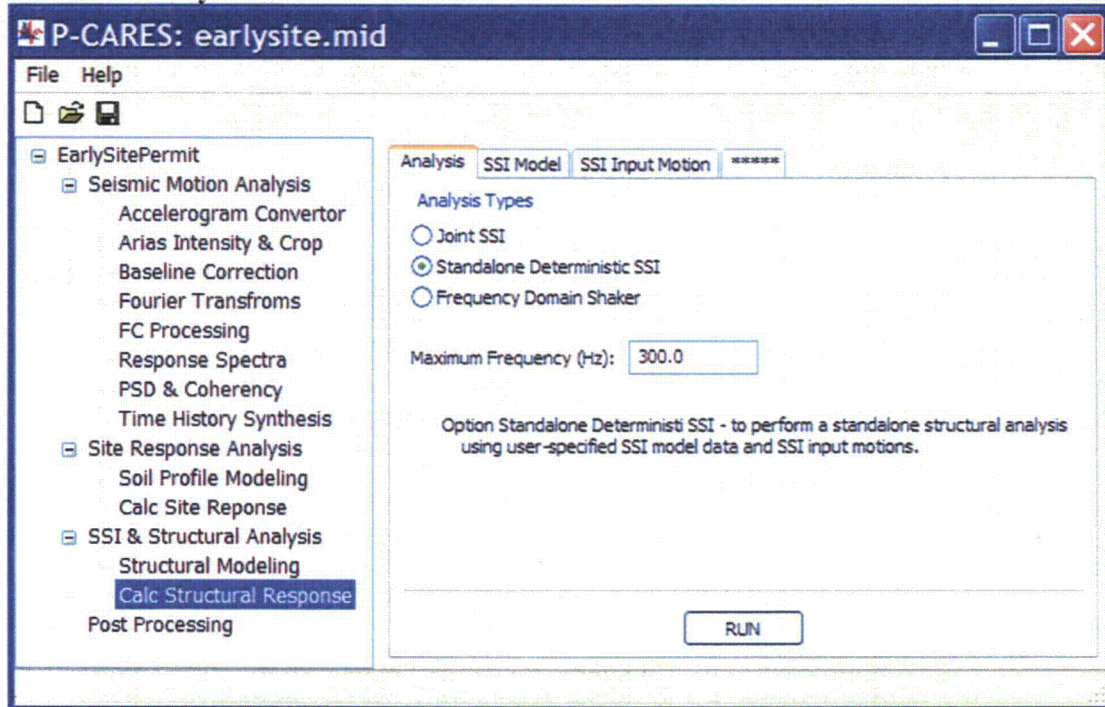 P-CARES: earlysite.mid
File Help
EarlySitePermit
Seismic Motion Analysis
Accelerogram Convertor
Arias Intensity & Crop
Baseline Correction
Fourier Transfroms
FC Processing
Response Spectra
PSD & Coherency
Time History Synthesis
Site Response Analysis
Soil Profile Modeling
Calc Site Reponse
SSI & Structural Analysis
Structural Modeling
Calc Structural Response
Post Processing
Analysis SSI Model SSI Input Motion *****
Analysis Types
Joint SSI
Standalone Deterministic SSI
Frequency Domain Shaker
Maximum Frequency (Hz): 300.0
Option Standalone Deterministi SSI - to perform a standalone structural analysis
using user-specified SSI model data and SSI input motions.
RUN